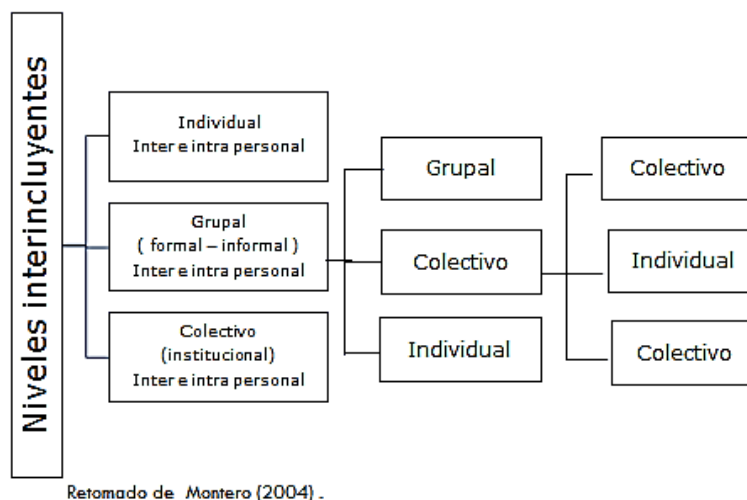 Niveles interincluyentes
Individual
Inter e intra personal
Grupal
( formal – informal )
Inter e intra personal
Colectivo
(institucional)
Inter e intra personal
Grupal
Colectivo
Individual
Colectivo
Individual
Colectivo
Retomado de Montero (2004) .